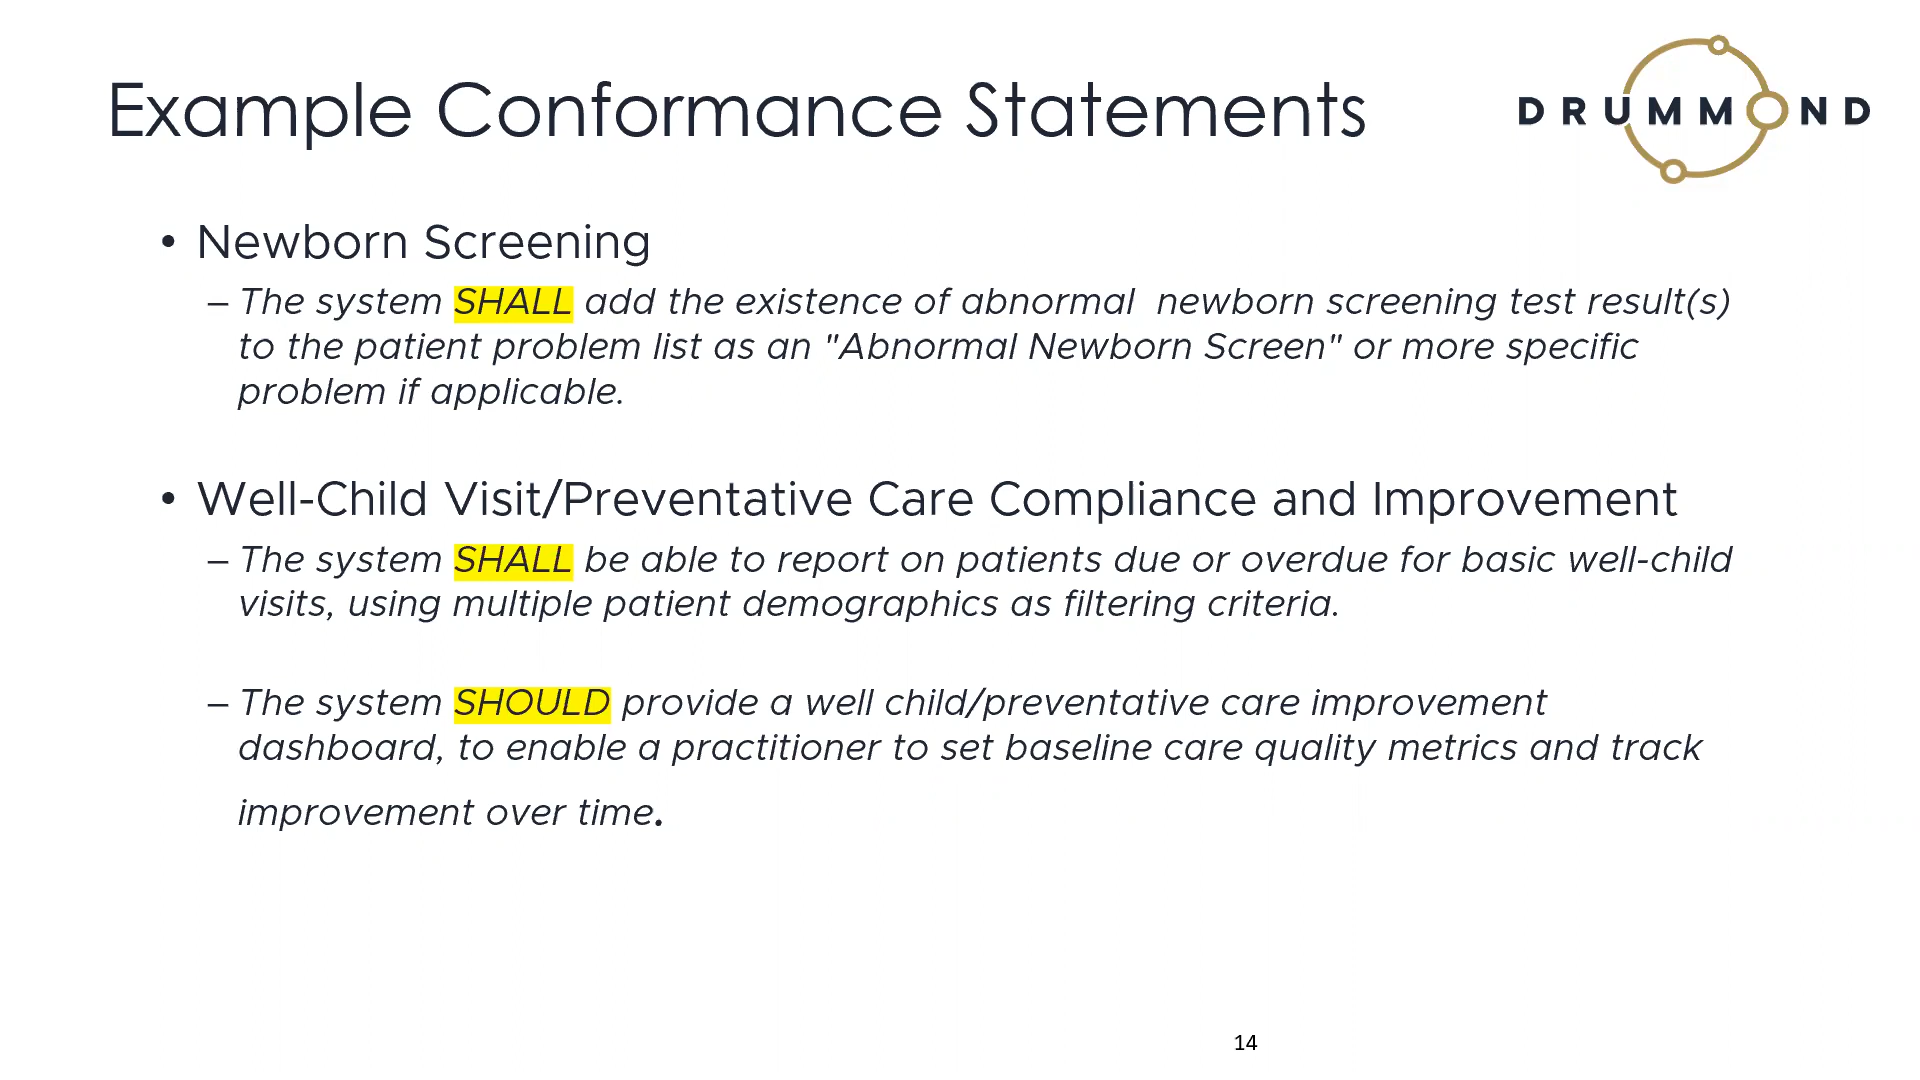 Example Conformance Statements
DRUMMOND
• Newborn Screening
– The system SHALL add the existence of abnormal  newborn screening test result(s)
to the patient problem list as an "Abnormal Newborn Screen" or more specific
problem if applicable.
• Well-Child Visit/Preventative Care Compliance and Improvement
– The system SHALL be able to report on patients due or overdue for basic well-child
visits, using multiple patient demographics as filtering criteria.
– The system SHOULD provide a well child/preventative care improvement
dashboard, to enable a practitioner to set baseline care quality metrics and track
improvement over time.
14